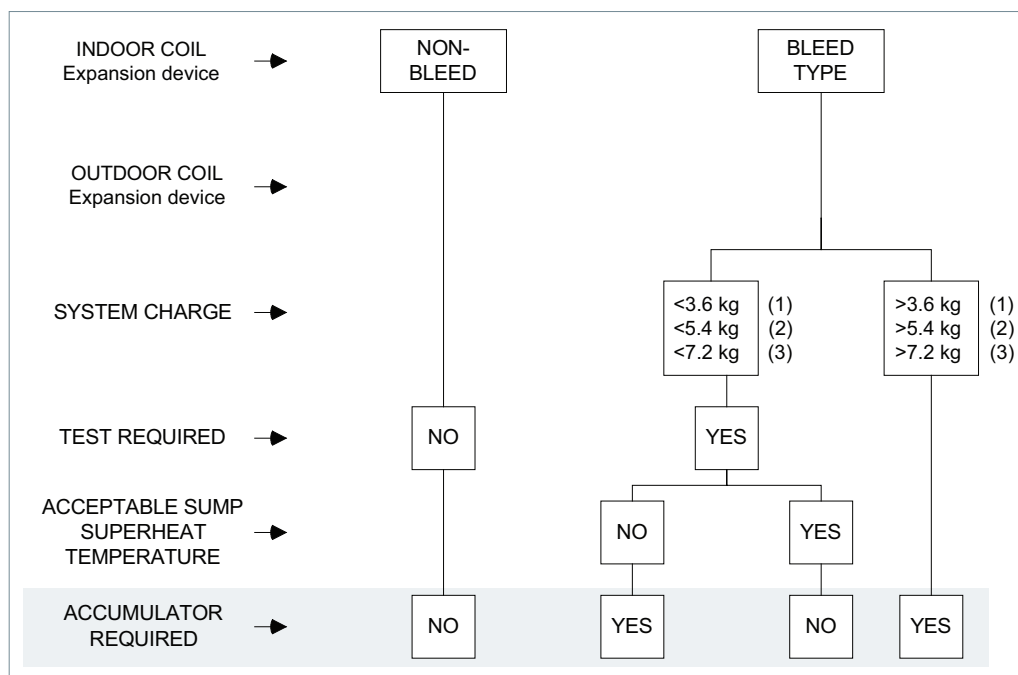 INDOOR COIL
Expansion device
NON-
BLEED
BLEED
TYPE
OUTDOOR COIL
Expansion device
SYSTEM CHARGE
<3.6 kg (1)
<5.4 kg (2)
<7.2 kg (3)
>3.6 kg (1)
>5.4 kg (2)
>7.2 kg (3)
TEST REQUIRED
NO
YES
ACCEPTABLE SUMP
SUPERHEAT
TEMPERATURE
NO
YES
ACCUMULATOR
REQUIRED
NO
YES
NO
YES